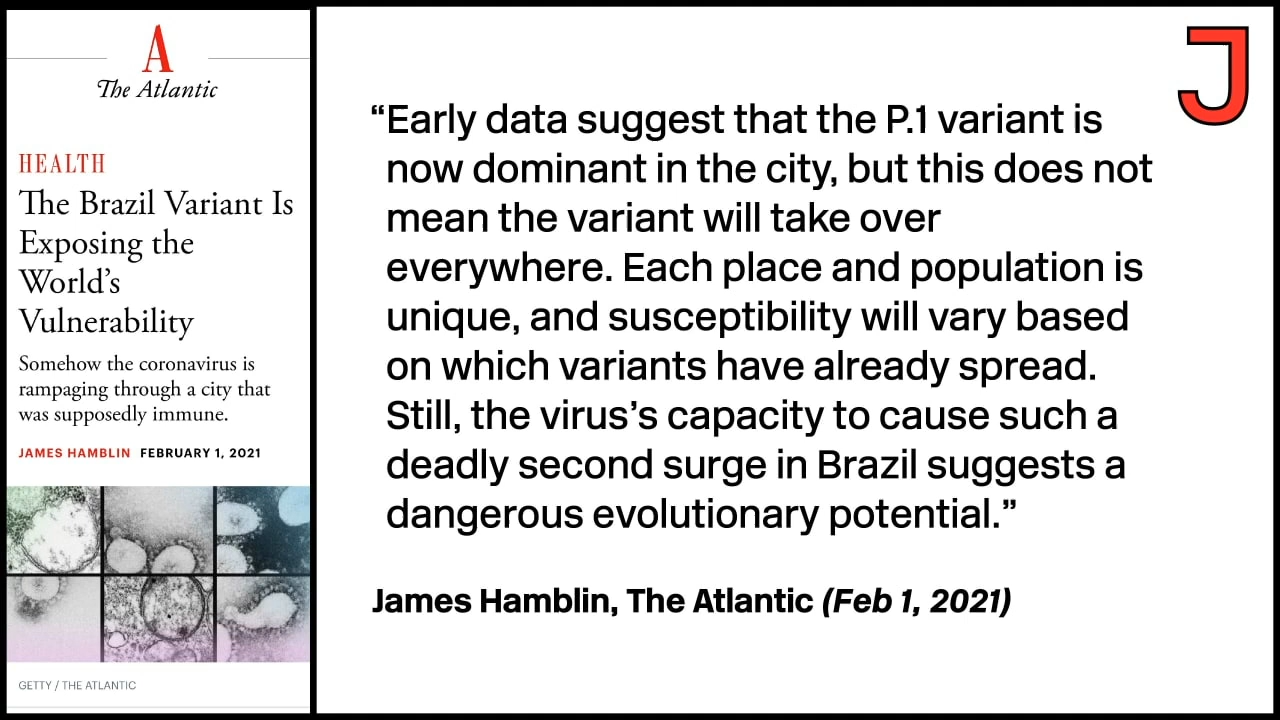 A
The Atlantic
HEALTH
The Brazil Variant Is
Exposing the
World’s
Vulnerability
Somehow the coronavirus is
rampaging through a city that
was supposedly immune.
JAMES HAMBLIN FEBRUARY 1, 2021
GETTY / THE ATLANTIC
J
“Early data suggest that the P.1 variant is
now dominant in the city, but this does not
mean the variant will take over
everywhere. Each place and population is
unique, and susceptibility will vary based
on which variants have already spread.
Still, the virus’s capacity to cause such a
deadly second surge in Brazil suggests a
dangerous evolutionary potential.”
James Hamblin, The Atlantic (Feb 1, 2021)